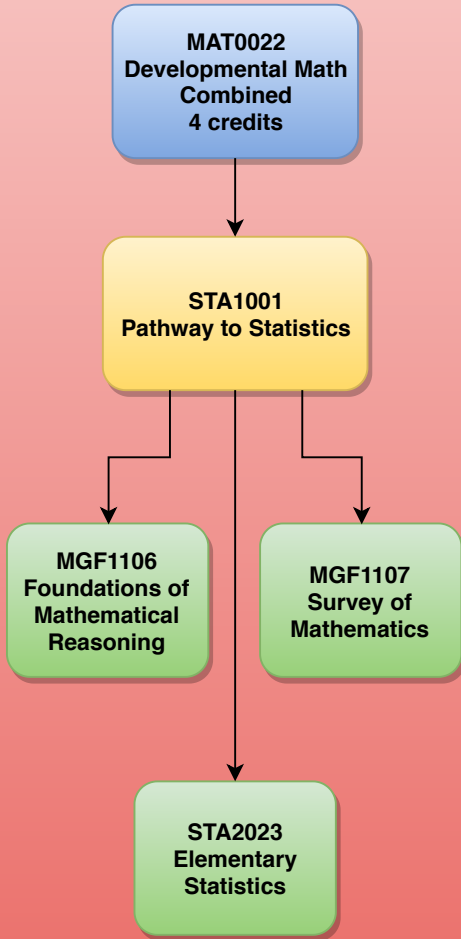 MAT0022
Developmental Math
Combined
4 credits
STA1001
Pathway to Statistics
MGF1106
Foundations of
Mathematical
Reasoning
MGF1107
Survey of
Mathematics
STA2023
Elementary
Statistics